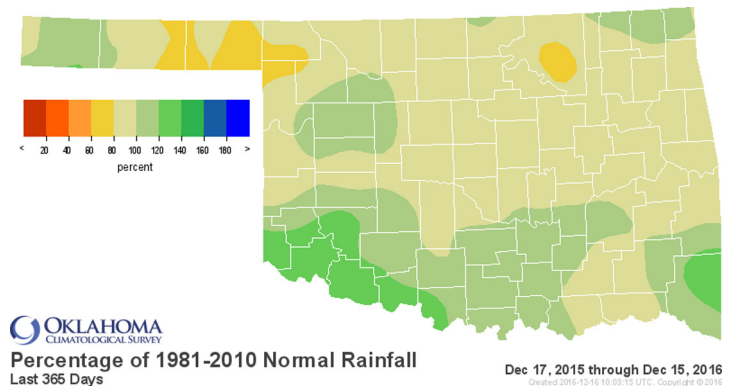 < 20 40 60 80 100 120 140 160 180 >
percent
OKLAHOMA
CLIMATOLOGICAL SURVEY
Percentage of 1981-2010 Normal Rainfall
Last 365 Days
Dec 17, 2015 through Dec 15, 2016
Created 2016-12-16 10:03:15 UTC. Copyright © 2016